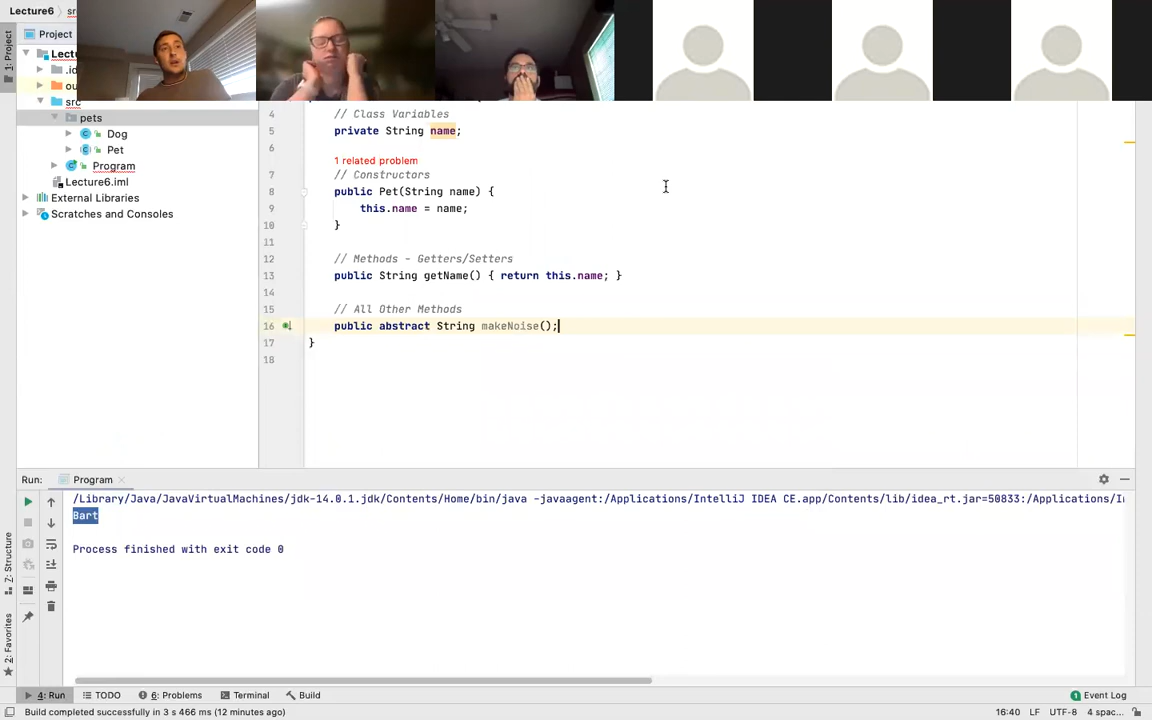 Lecture6
sr
1: Project
Project
Lectu
.id
ou
src
pets
Dog
Pet
Program
Lecture6.iml
External Libraries
Scratches and Consoles
4 // Class Variables
5 private String name;
6
1 related problem
7 // Constructors
8 public Pet(String name) {
9 this.name = name;
10 }
11
12 // Methods - Getters/Setters
13 public String getName() { return this.name; }
14
15 // All Other Methods
16 public abstract String makeNoise();
17 }
18
Run: Program
/Library/Java/JavaVirtualMachines/jdk-14.0.1.jdk/Contents/Home/bin/java -javaagent:/Applications/IntelliJ IDEA CE.app/Contents/lib/idea_rt.jar=50833:/Applications/I
Bart
Process finished with exit code 0
Z: Structure
2: Favorites
4: Run TODO 6: Problems Terminal Build 1 Event Log
Build completed successfully in 3 s 466 ms (12 minutes ago) 16:40 LF UTF-8 4 spac...